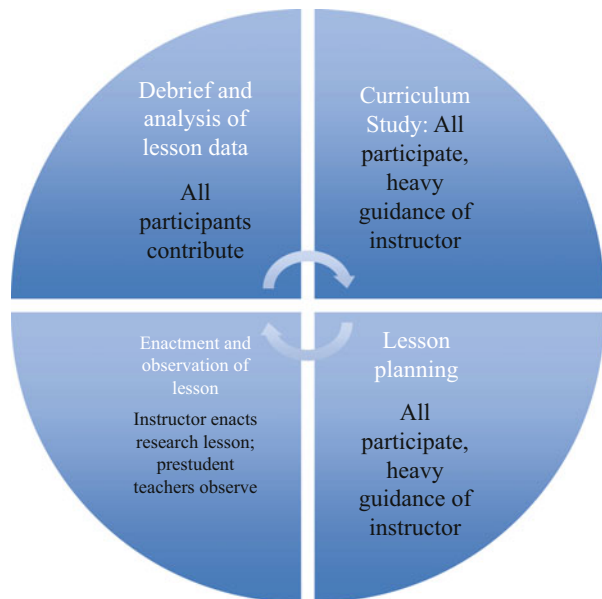 Debrief and
analysis of
lesson data
All
participants
contribute
Curriculum
Study: All
participate,
heavy
guidance of
instructor
Enactment and
observation of
lesson
Instructor enacts
research lesson;
prestudent
teachers observe
Lesson
planning
All
participate,
heavy
guidance of
instructor